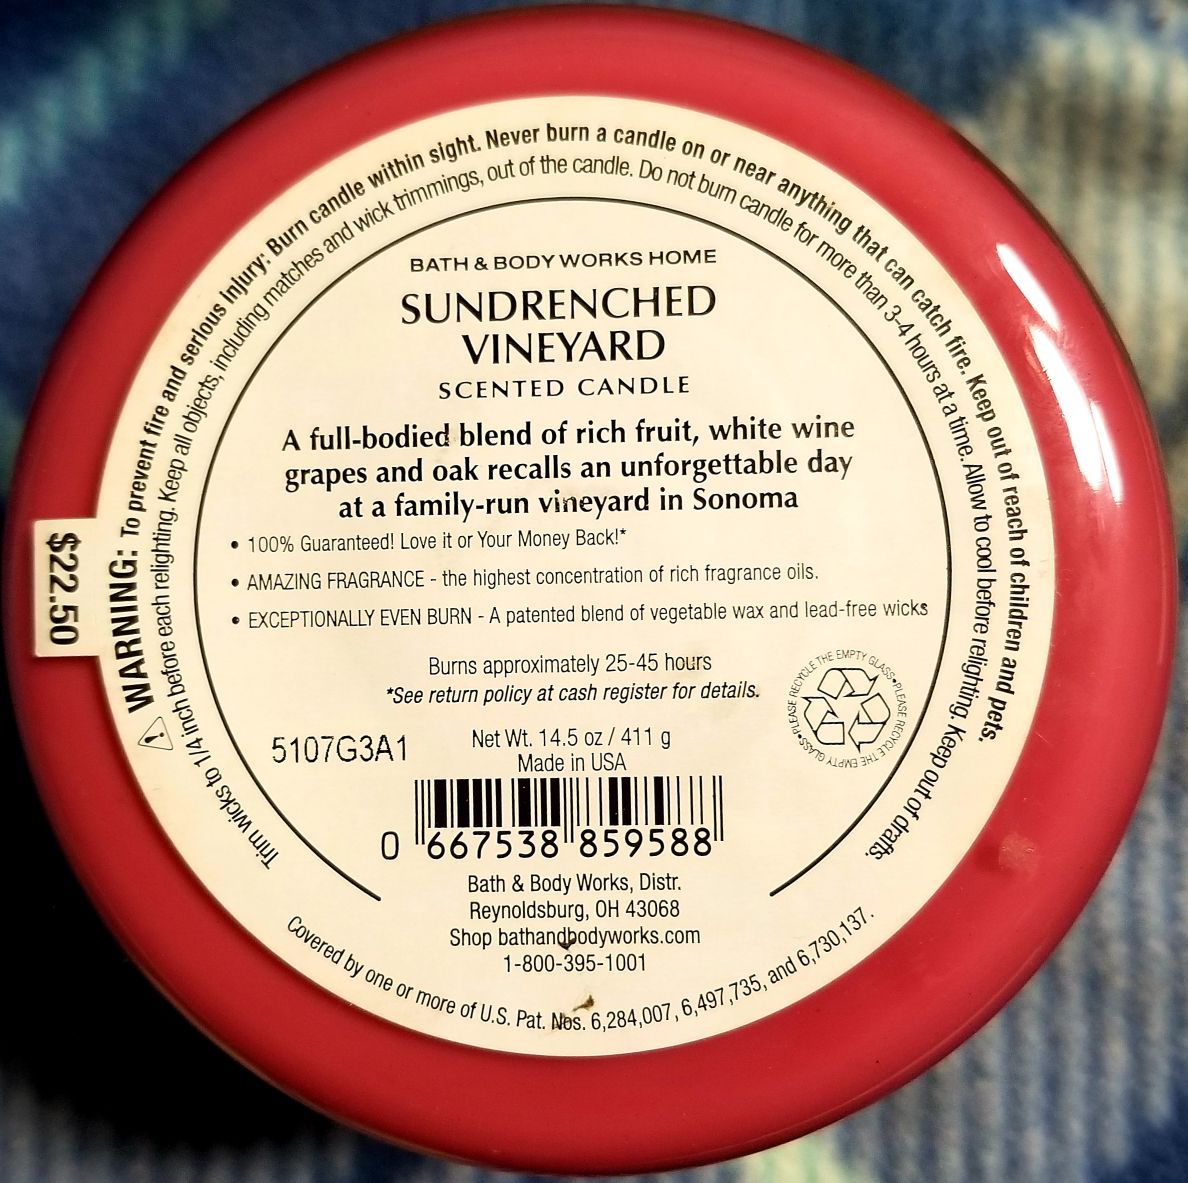 WARNING: To prevent fire and serious injury: Burn candle within sight. Never burn a candle on or near anything that can catch fire. Keep out of reach of children and pets.
Trim wicks to 1/4 inch before each relighting. Keep all objects, including matches and wick trimmings, out of the candle. Do not burn candle for more than 3-4 hours at a time. Allow to cool before relighting. Keep out of drafts.
$22.50
BATH & BODY WORKS HOME
SUNDRENCHED
VINEYARD
SCENTED CANDLE
A full-bodied blend of rich fruit, white wine
grapes and oak recalls an unforgettable day
at a family-run vineyard in Sonoma
• 100% Guaranteed! Love it or Your Money Back!*
• AMAZING FRAGRANCE - the highest concentration of rich fragrance oils.
• EXCEPTIONALLY EVEN BURN - A patented blend of vegetable wax and lead-free wicks
Burns approximately 25-45 hours
*See return policy at cash register for details.
PLEASE RECYCLE THE EMPTY GLASS•PLEASE RECYCLE THE EMPTY GLASS•
5107G3A1
Net Wt. 14.5 oz / 411 g
Made in USA
0 667538 859588
Bath & Body Works, Distr.
Reynoldsburg, OH 43068
Shop bathandbodyworks.com
1-800-395-1001
Covered by one or more of U.S. Pat. Nos. 6,284,007, 6,497,735, and 6,730,137.